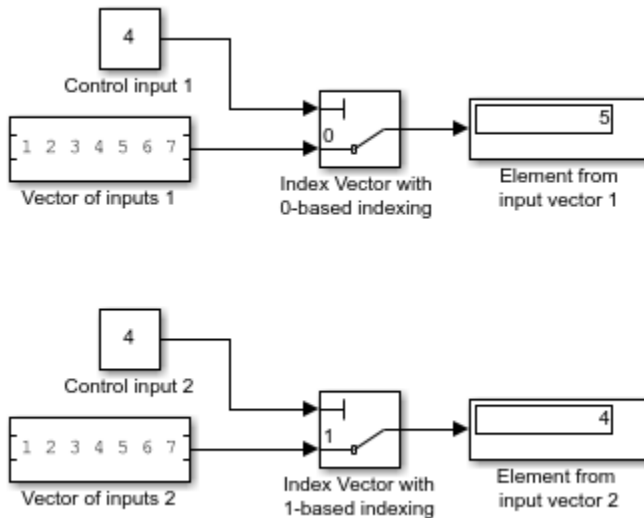 4
Control input 1
1 2 3 4 5 6 7
Vector of inputs 1
0
Index Vector with
0-based indexing
5
Element from
input vector 1
4
Control input 2
1 2 3 4 5 6 7
Vector of inputs 2
1
Index Vector with
1-based indexing
4
Element from
input vector 2